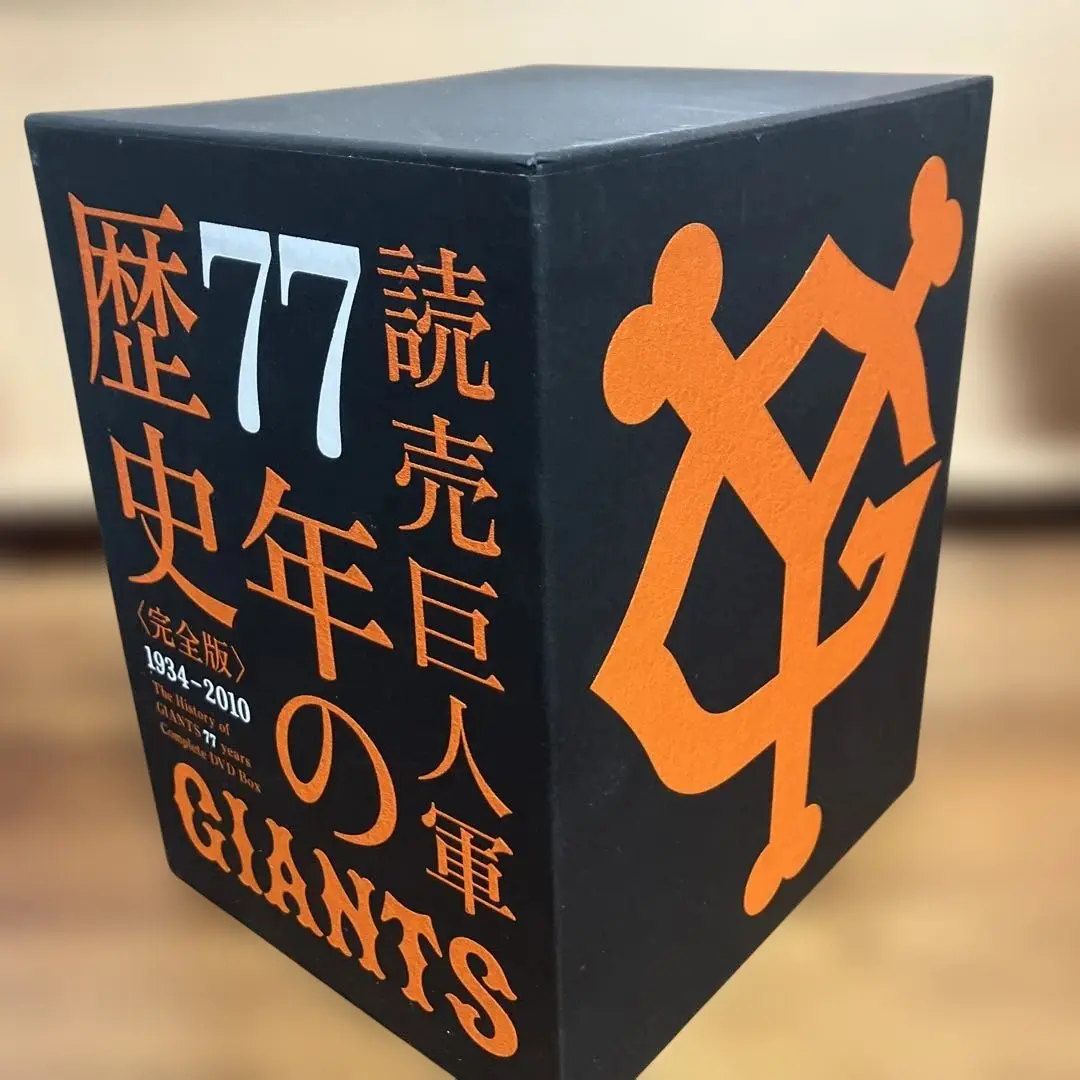 読売巨人軍
77年の
歴史
〈完全版〉
1934-2010
The History of
GIANTS 77 years
Complete DVD Box
GIANTS
YG